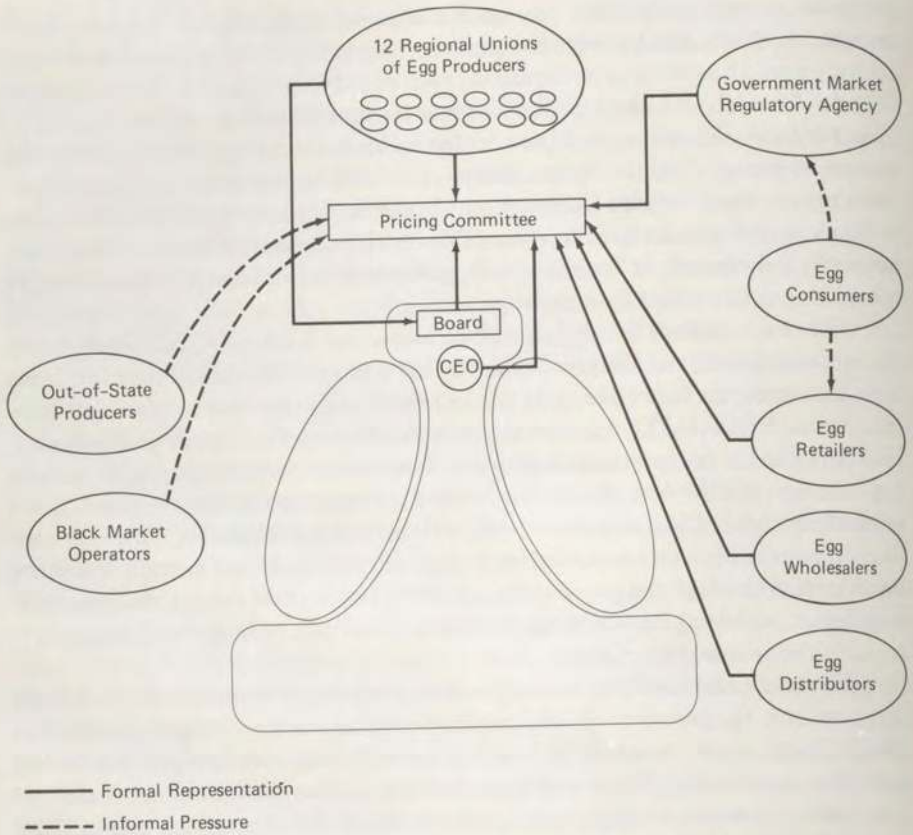 12 Regional Unions
of Egg Producers
Government Market
Regulatory Agency
Pricing Committee
Egg
Consumers
Board
CEO
Out-of-State
Producers
Egg
Retailers
Black Market
Operators
Egg
Wholesalers
Egg
Distributors
Formal Representation
Informal Pressure